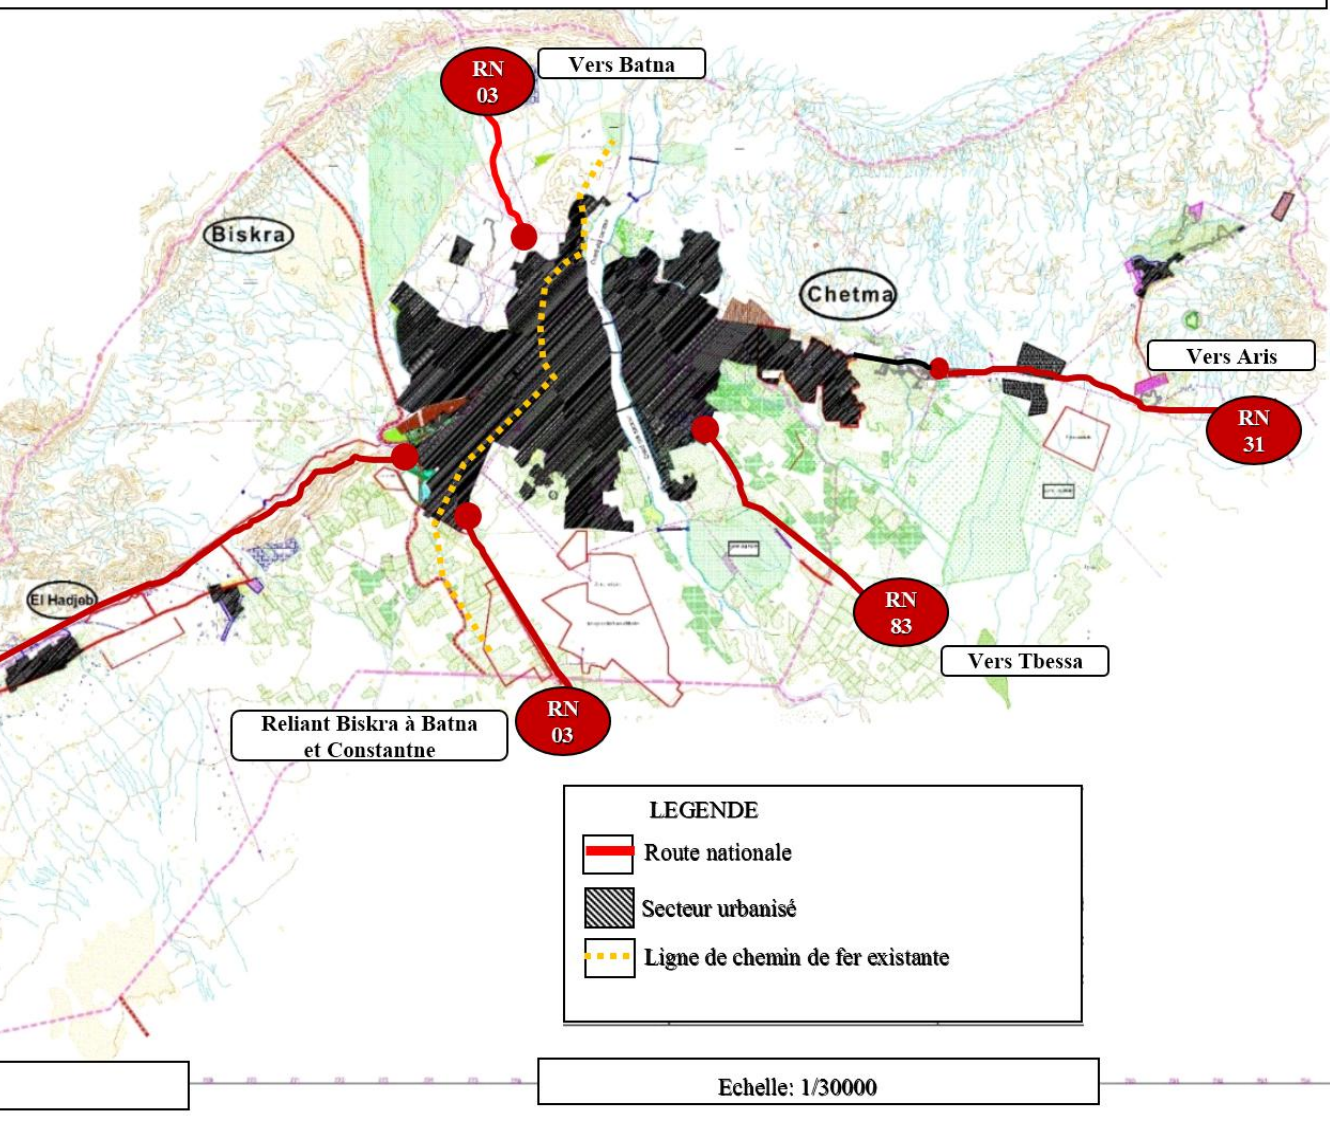 RN
03
Vers Batna
Biskra
Chetma
Vers Aris
RN
31
El Hadjeb
RN
83
Vers Tbessa
Reliant Biskra à Batna
et Constantne
RN
03
LEGENDE
Route nationale
Secteur urbanisé
Ligne de chemin de fer existante
Echelle: 1/30000